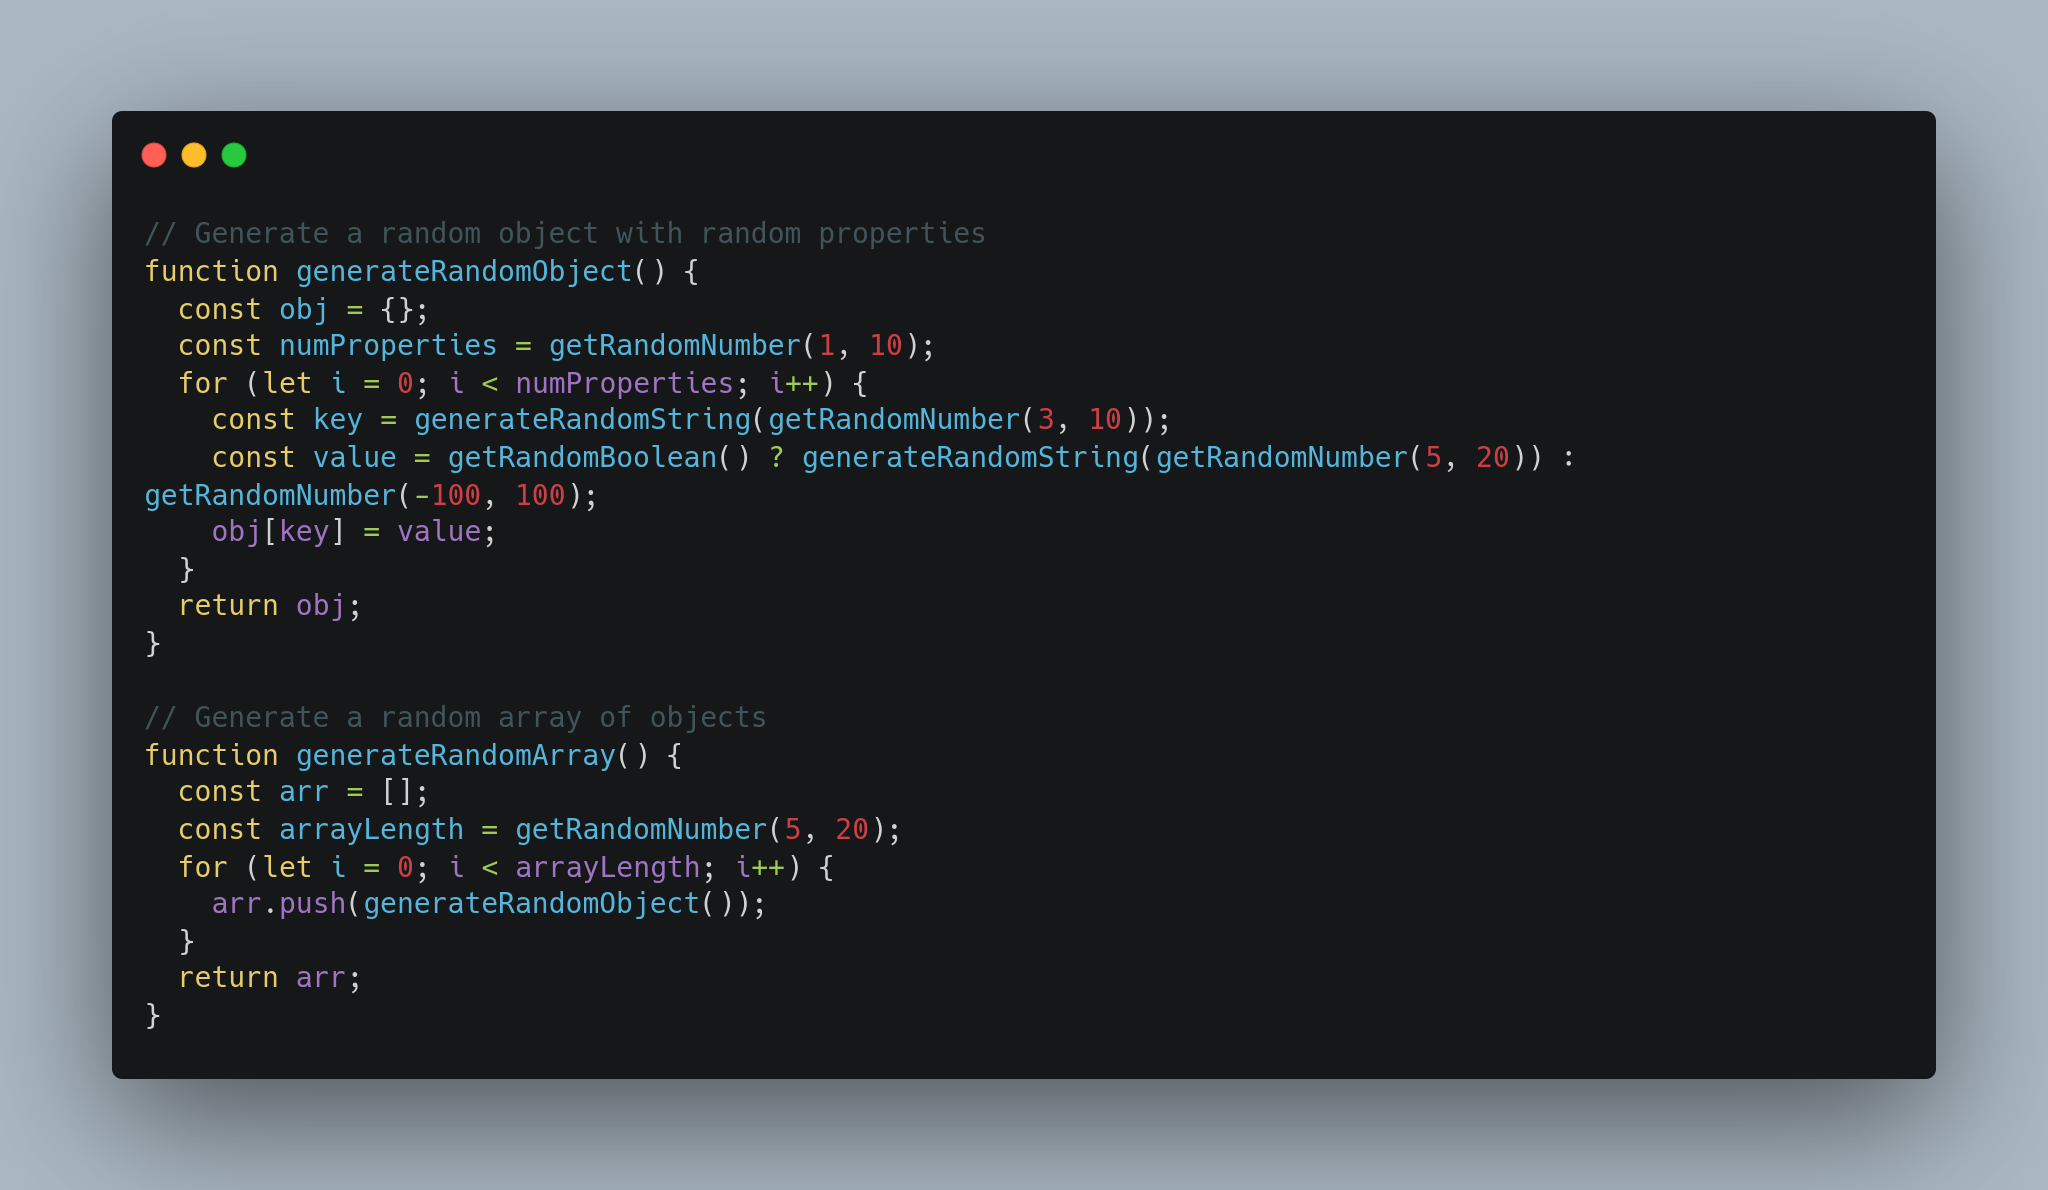 // Generate a random object with random properties
function generateRandomObject() {
  const obj = {};
  const numProperties = getRandomNumber(1, 10);
  for (let i = 0; i < numProperties; i++) {
    const key = generateRandomString(getRandomNumber(3, 10));
    const value = getRandomBoolean() ? generateRandomString(getRandomNumber(5, 20)) :
getRandomNumber(-100, 100);
    obj[key] = value;
  }
  return obj;
}

// Generate a random array of objects
function generateRandomArray() {
  const arr = [];
  const arrayLength = getRandomNumber(5, 20);
  for (let i = 0; i < arrayLength; i++) {
    arr.push(generateRandomObject());
  }
  return arr;
}